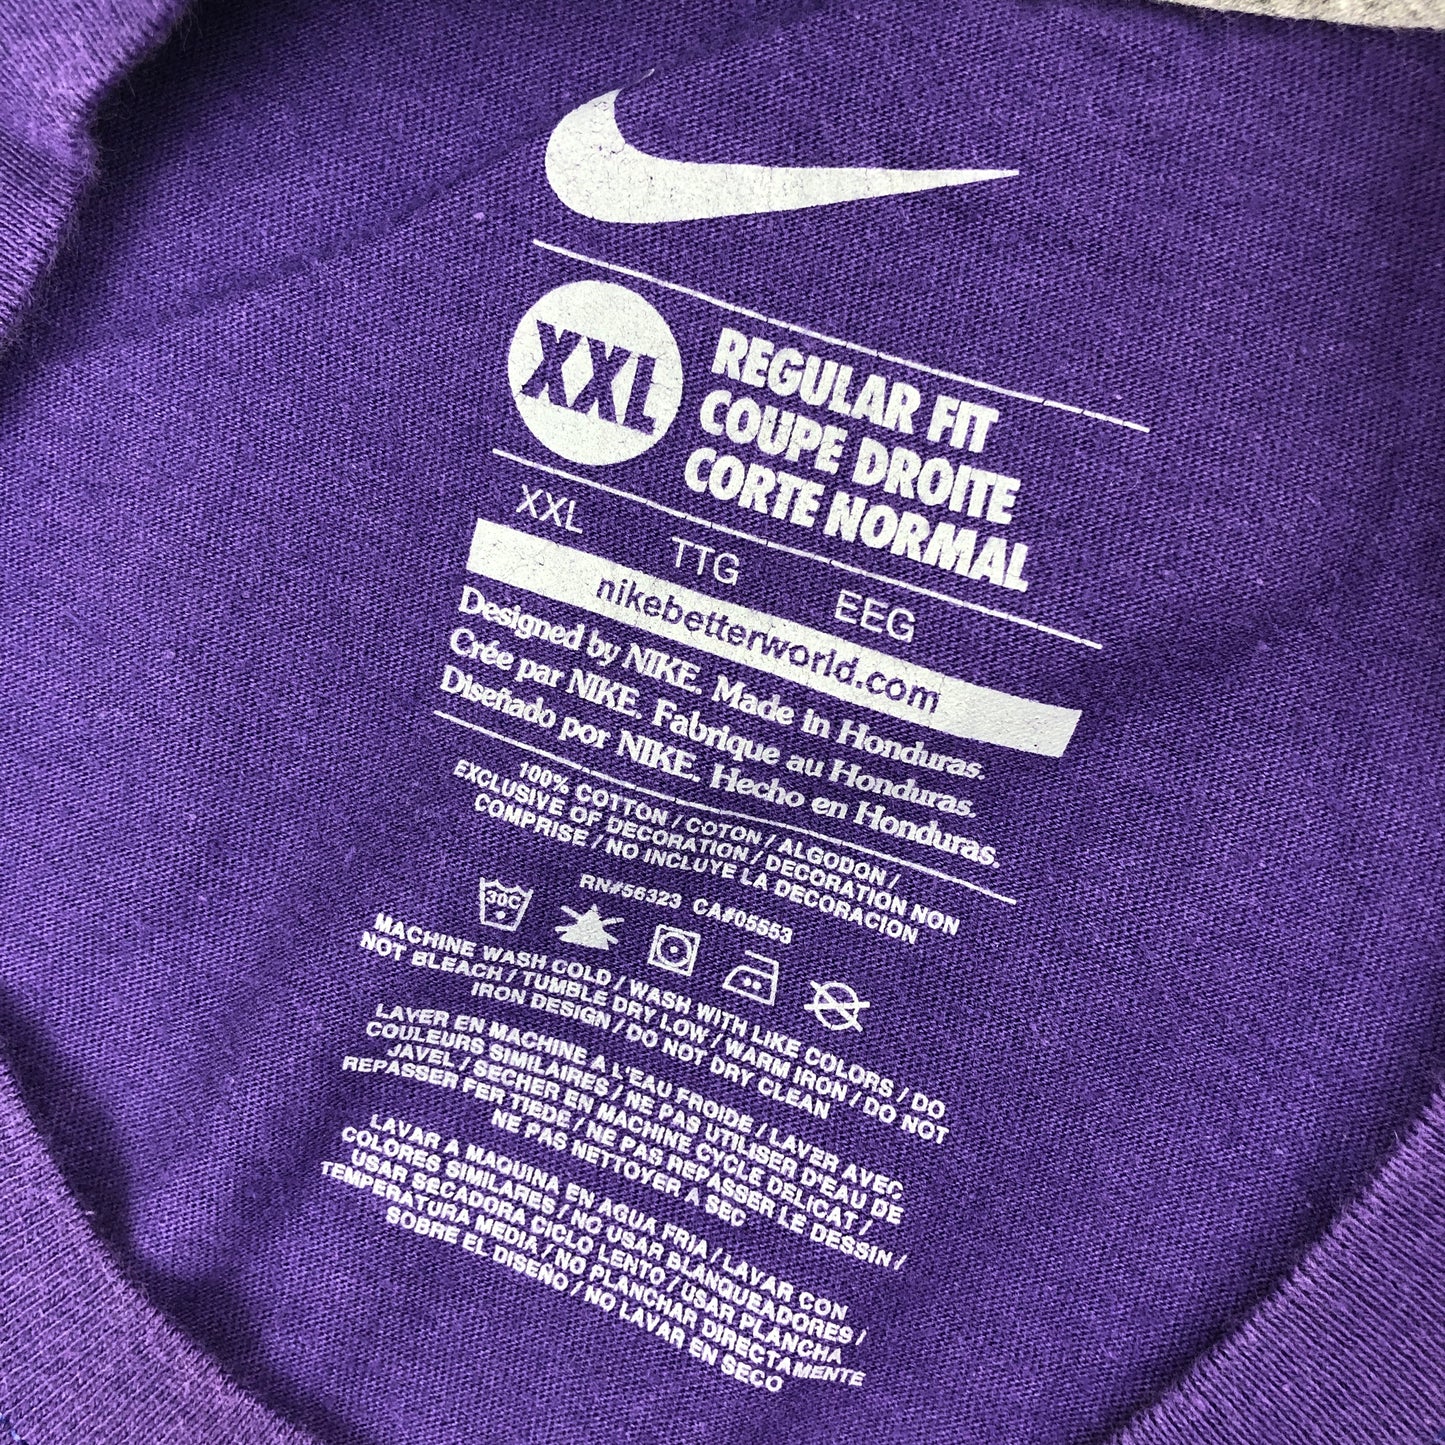 XXL
REGULAR FIT
COUPE DROITE
CORTE NORMAL
XXL TTG EEG
nikebetterworld.com
Designed by NIKE. Made in Honduras.
Crée par NIKE. Fabrique au Honduras.
Diseñado por NIKE. Hecho en Honduras.
100% COTTON / COTON / ALGODON /
EXCLUSIVE OF DECORATION / DECORATION NON
COMPRISE / NO INCLUYE LA DECORACION
RN#56323 CA#05553
30C
MACHINE WASH COLD / WASH WITH LIKE COLORS / DO
NOT BLEACH / TUMBLE DRY LOW / WARM IRON / DO NOT
IRON DESIGN / DO NOT DRY CLEAN
LAVER EN MACHINE A L'EAU FROIDE / LAVER AVEC
COULEURS SIMILAIRES / NE PAS UTILISER D'EAU DE
JAVEL / SECHER EN MACHINE CYCLE DELICAT /
REPASSER FER TIEDE / NE PAS REPASSER LE DESSIN /
NE PAS NETTOYER A SEC
LAVAR A MAQUINA EN AGUA FRIA / LAVAR CON
COLORES SIMILARES / NO USAR BLANQUEADORES /
USAR SECADORA CICLO LENTO / USAR PLANCHA
TEMPERATURA MEDIA / NO PLANCHAR DIRECTAMENTE
SOBRE EL DISEÑO / NO LAVAR EN SECO